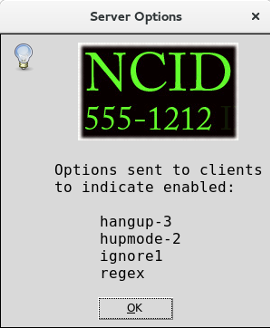 Server Options
NCID
555-1212
Options sent to clients
to indicate enabled:
hangup-3
hupmode-2
ignore1
regex
OK